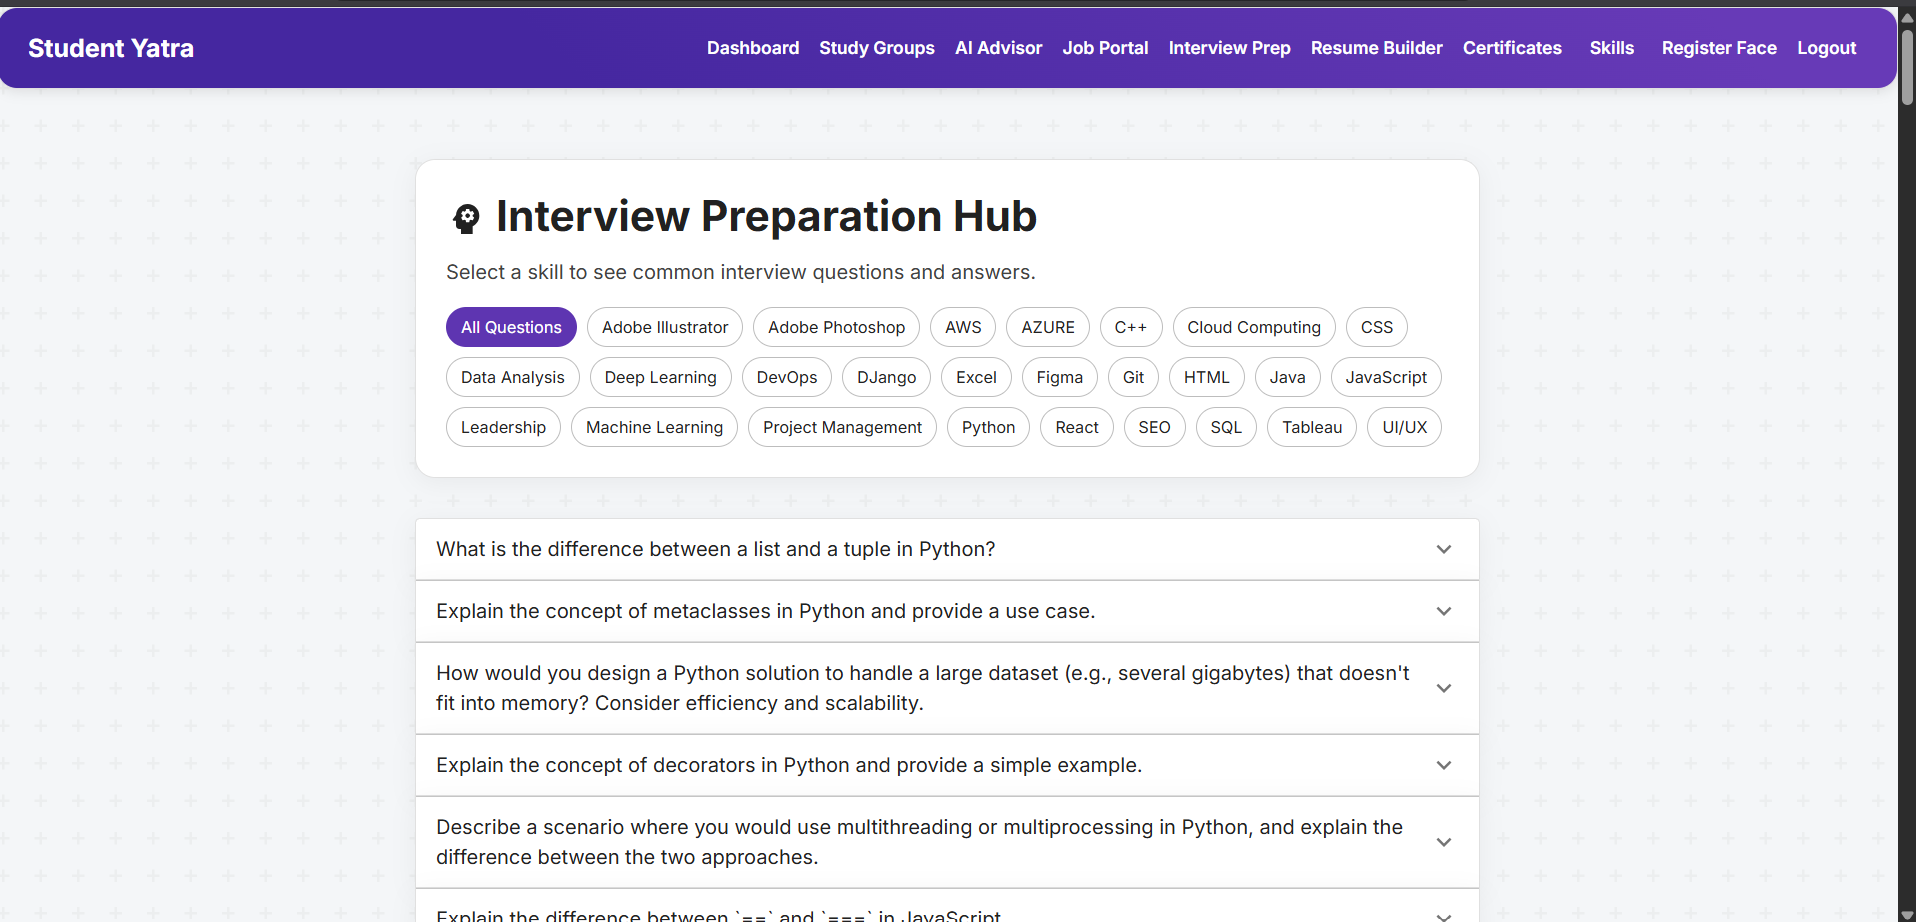 Student Yatra
Dashboard Study Groups AI Advisor Job Portal Interview Prep Resume Builder Certificates Skills Register Face Logout
Interview Preparation Hub
Select a skill to see common interview questions and answers.
All Questions Adobe Illustrator Adobe Photoshop AWS AZURE C++ Cloud Computing CSS
Data Analysis Deep Learning DevOps DJango Excel Figma Git HTML Java JavaScript
Leadership Machine Learning Project Management Python React SEO SQL Tableau UI/UX
What is the difference between a list and a tuple in Python?
Explain the concept of metaclasses in Python and provide a use case.
How would you design a Python solution to handle a large dataset (e.g., several gigabytes) that doesn't
fit into memory? Consider efficiency and scalability.
Explain the concept of decorators in Python and provide a simple example.
Describe a scenario where you would use multithreading or multiprocessing in Python, and explain the
difference between the two approaches.
Explain the difference between `==` and `===` in JavaScript.